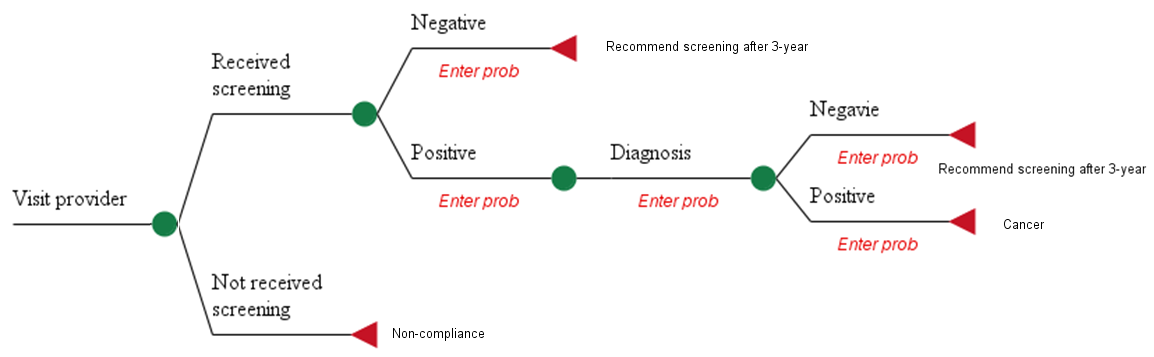 Negative
Recommend screening after 3-year
Enter prob
Received
screening
Negavie
Enter prob
Recommend screening after 3-year
Positive
Enter prob
Diagnosis
Enter prob
Positive
Enter prob
Cancer
Visit provider
Not received
screening
Non-compliance